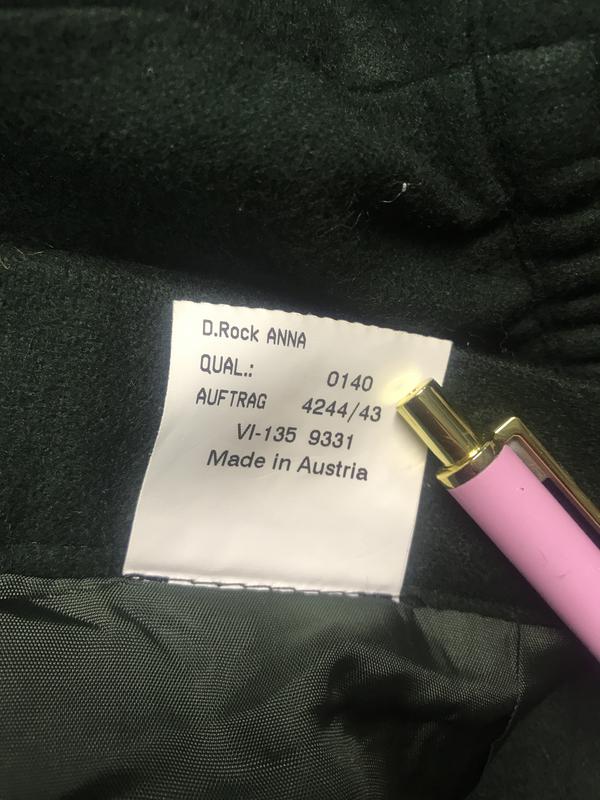 D.Rock ANNA
QUAL.: 0140
AUFTRAG 4244/43
VI-135 9331
Made in Austria